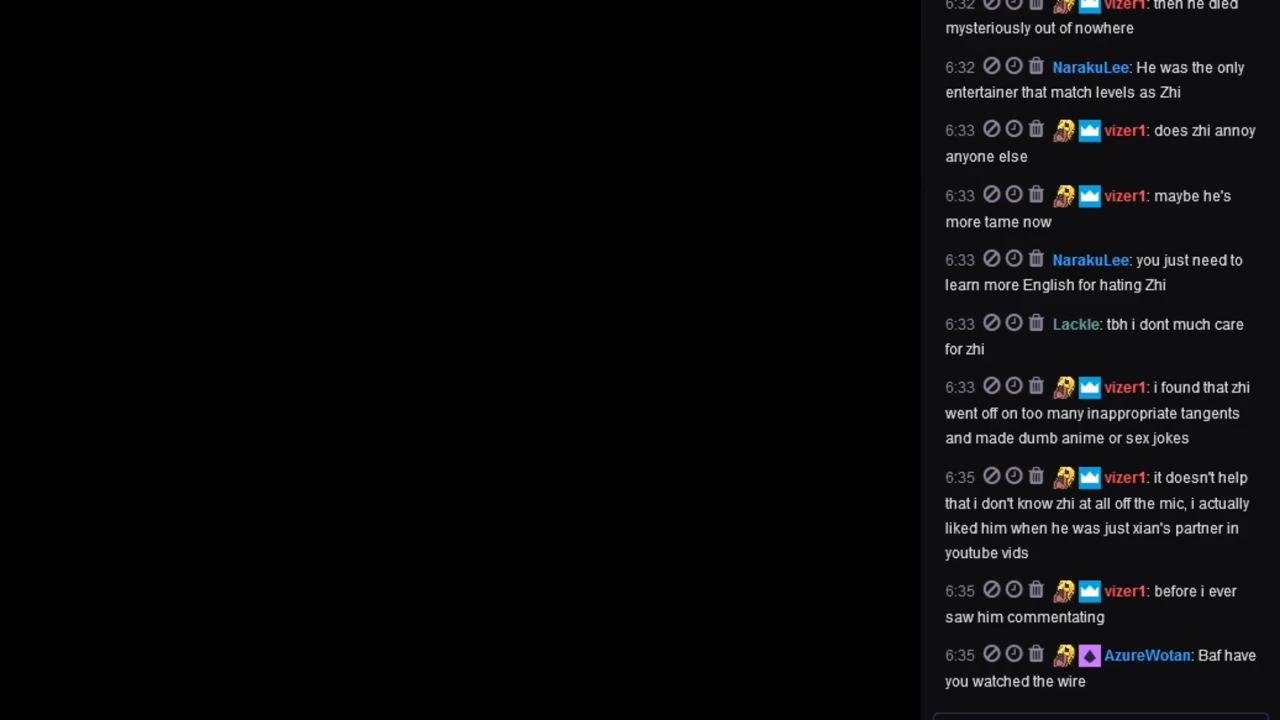 6:32 vizer1: then he died
mysteriously out of nowhere
6:32 NarakuLee: He was the only
entertainer that match levels as Zhi
6:33 vizer1: does zhi annoy
anyone else
6:33 vizer1: maybe he's
more tame now
6:33 NarakuLee: you just need to
learn more English for hating Zhi
6:33 Lackle: tbh i dont much care
for zhi
6:33 vizer1: i found that zhi
went off on too many inappropriate tangents
and made dumb anime or sex jokes
6:35 vizer1: it doesn't help
that i don't know zhi at all off the mic, i actually
liked him when he was just xian's partner in
youtube vids
6:35 vizer1: before i ever
saw him commentating
6:35 AzureWotan: Baf have
you watched the wire